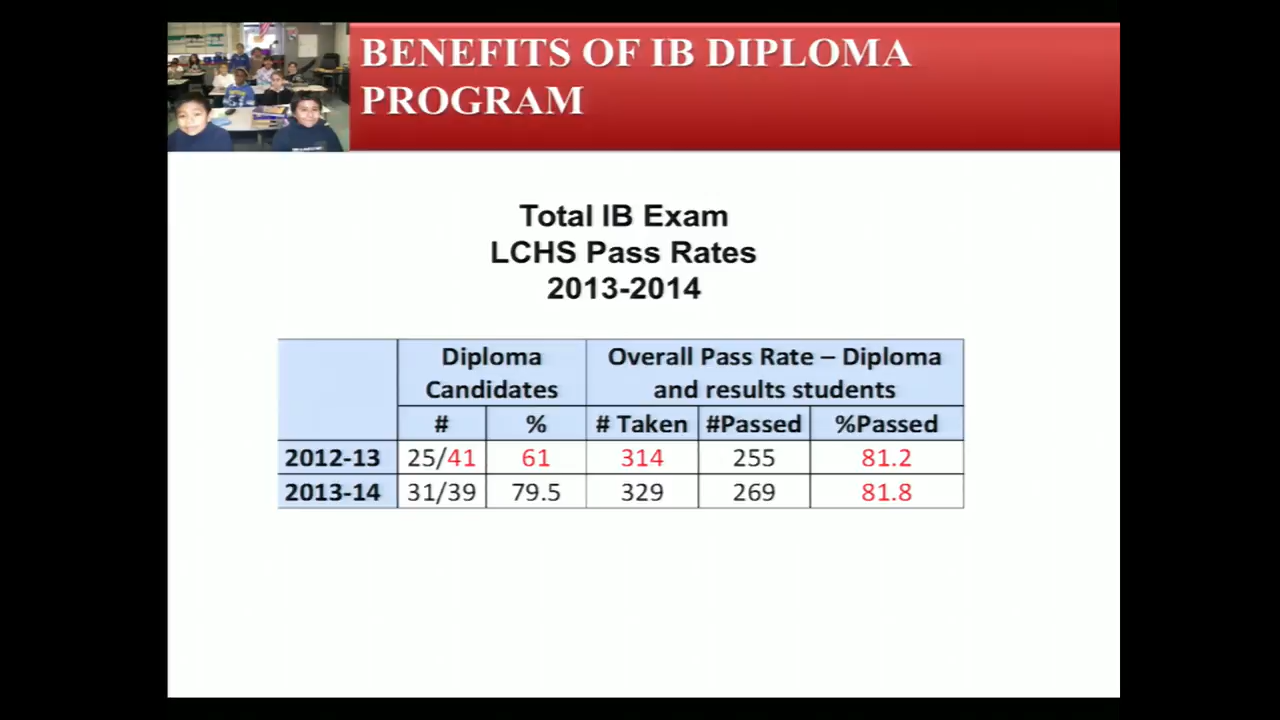 BENEFITS OF IB DIPLOMA
PROGRAM
Total IB Exam
LCHS Pass Rates
2013-2014
Diploma Candidates Overall Pass Rate – Diploma and results students
# % # Taken #Passed %Passed
2012-13 25/41 61 314 255 81.2
2013-14 31/39 79.5 329 269 81.8